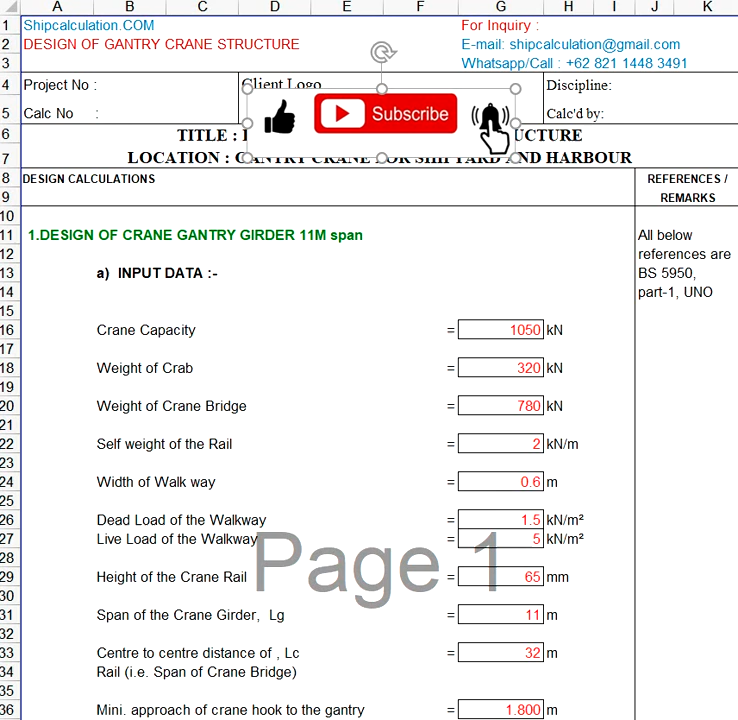 A B C D E F G H I J K
1 Shipcalculation.COM For Inquiry :
2 DESIGN OF GANTRY CRANE STRUCTURE E-mail: shipcalculation@gmail.com
3 Whatsapp/Call : +62 821 1448 3491
4 Project No : Client Logo Discipline:
5 Calc No : Subscribe Calc'd by:
6 TITLE : UCTURE
7 LOCATION : GANTRY CRANE FOR SHIPYARD AND HARBOUR
8 DESIGN CALCULATIONS REFERENCES /
9 REMARKS
10
11 1.DESIGN OF CRANE GANTRY GIRDER 11M span All below
12 references are
13 a) INPUT DATA :- BS 5950,
14 part-1, UNO
15
16 Crane Capacity = 1050 kN
17
18 Weight of Crab = 320 kN
19
20 Weight of Crane Bridge = 780 kN
21
22 Self weight of the Rail = 2 kN/m
23
24 Width of Walk way = 0.6 m
25
26 Dead Load of the Walkway = 1.5 kN/m²
27 Live Load of the Walkway = 5 kN/m²
28 Page 1
29 Height of the Crane Rail = 65 mm
30
31 Span of the Crane Girder, Lg = 11 m
32
33 Centre to centre distance of , Lc = 32 m
34 Rail (i.e. Span of Crane Bridge)
35
36 Mini. approach of crane hook to the gantry = 1.800 m